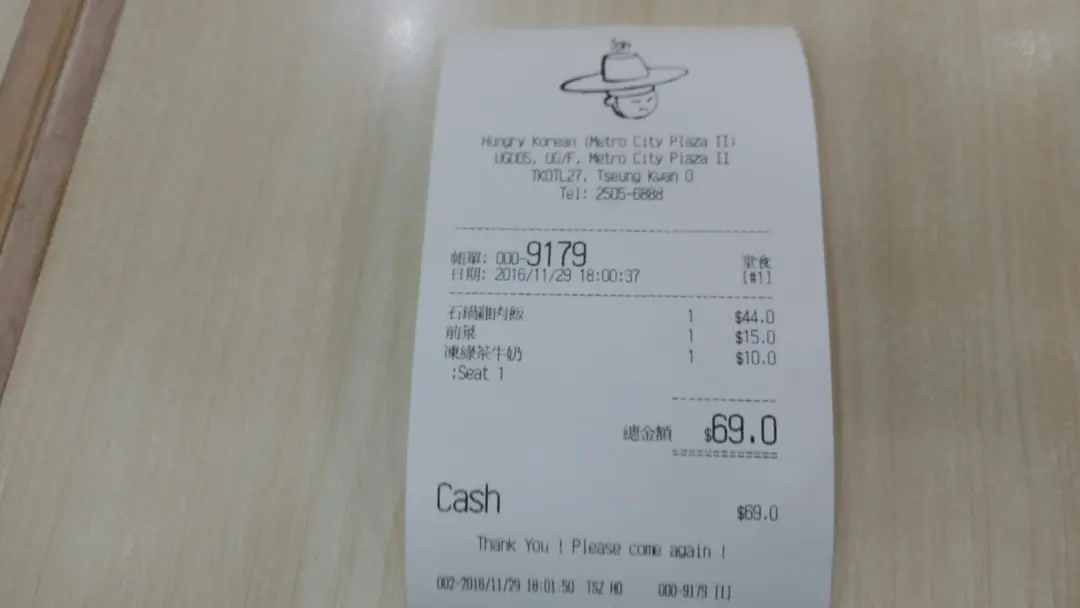 Hungry Korean (Metro City Plaza II)
UG005, UG/F, Metro City Plaza II
TKOTL27, Tseung Kwan O
Tel: 2505-6888
帳單: 000-9179 堂食
日期: 2016/11/29 18:00:37 [#1]
石鍋雞肉飯 1 $44.0
前菜 1 $15.0
凍綠茶牛奶 1 $10.0
:Seat 1
總金額 $69.0
Cash $69.0
Thank You ! Please come again !
002-2016/11/29 18:01:50 TSZ HO 000-9179 [1]